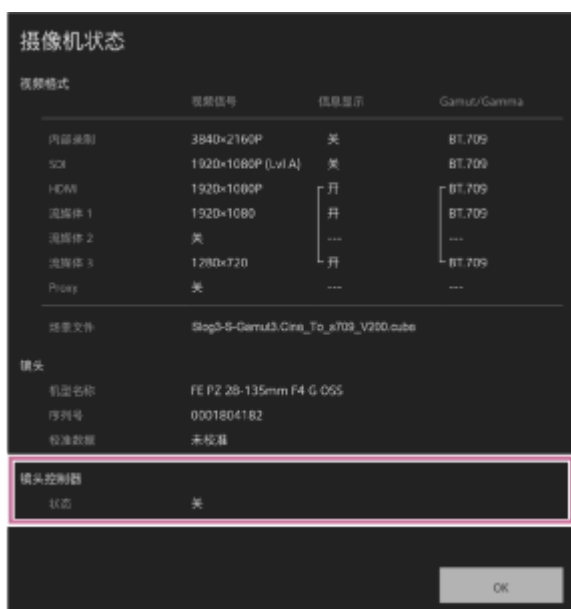 摄像机状态
视频格式
视频信号 信息显示 Gamut/Gamma
内部录制 3840×2160P 关 BT.709
SDI 1920×1080P (Lvl A) 关 BT.709
HDMI 1920×1080P 开 BT.709
流媒体 1 1920×1080 开 BT.709
流媒体 2 关 --- ---
流媒体 3 1280×720 开 BT.709
Proxy 关 --- ---
场景文件 Slog3-S-Gamut3.Cine_To_s709_V200.cube
镜头
机型名称 FE PZ 28-135mm F4 G OSS
序列号 0001804182
校准数据 未校准
镜头控制器
状态 关
OK